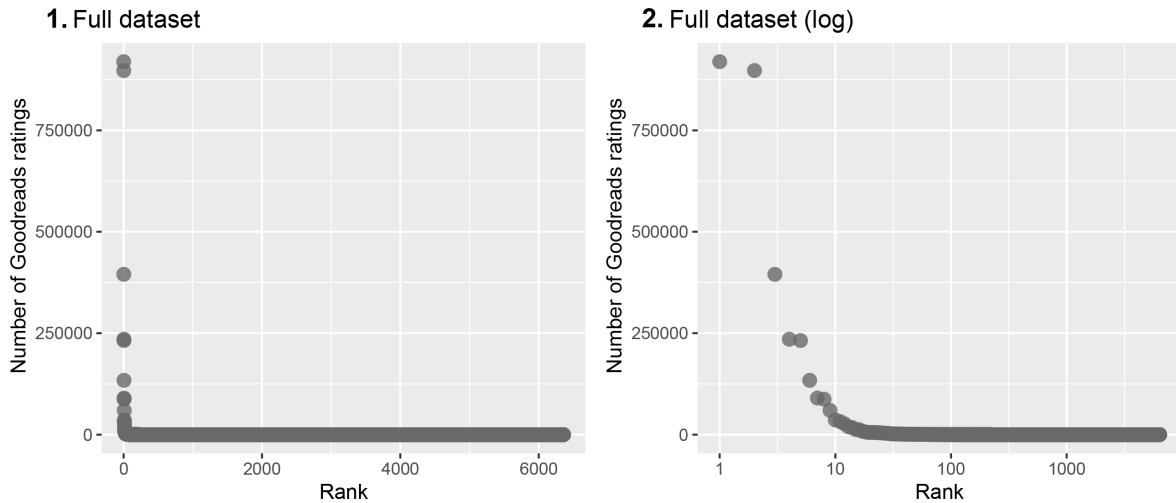 1. Full dataset
Number of Goodreads ratings
750000
500000
250000
0
0
2000
4000
6000
Rank
2. Full dataset (log)
Number of Goodreads ratings
750000
500000
250000
0
1
10
100
1000
Rank